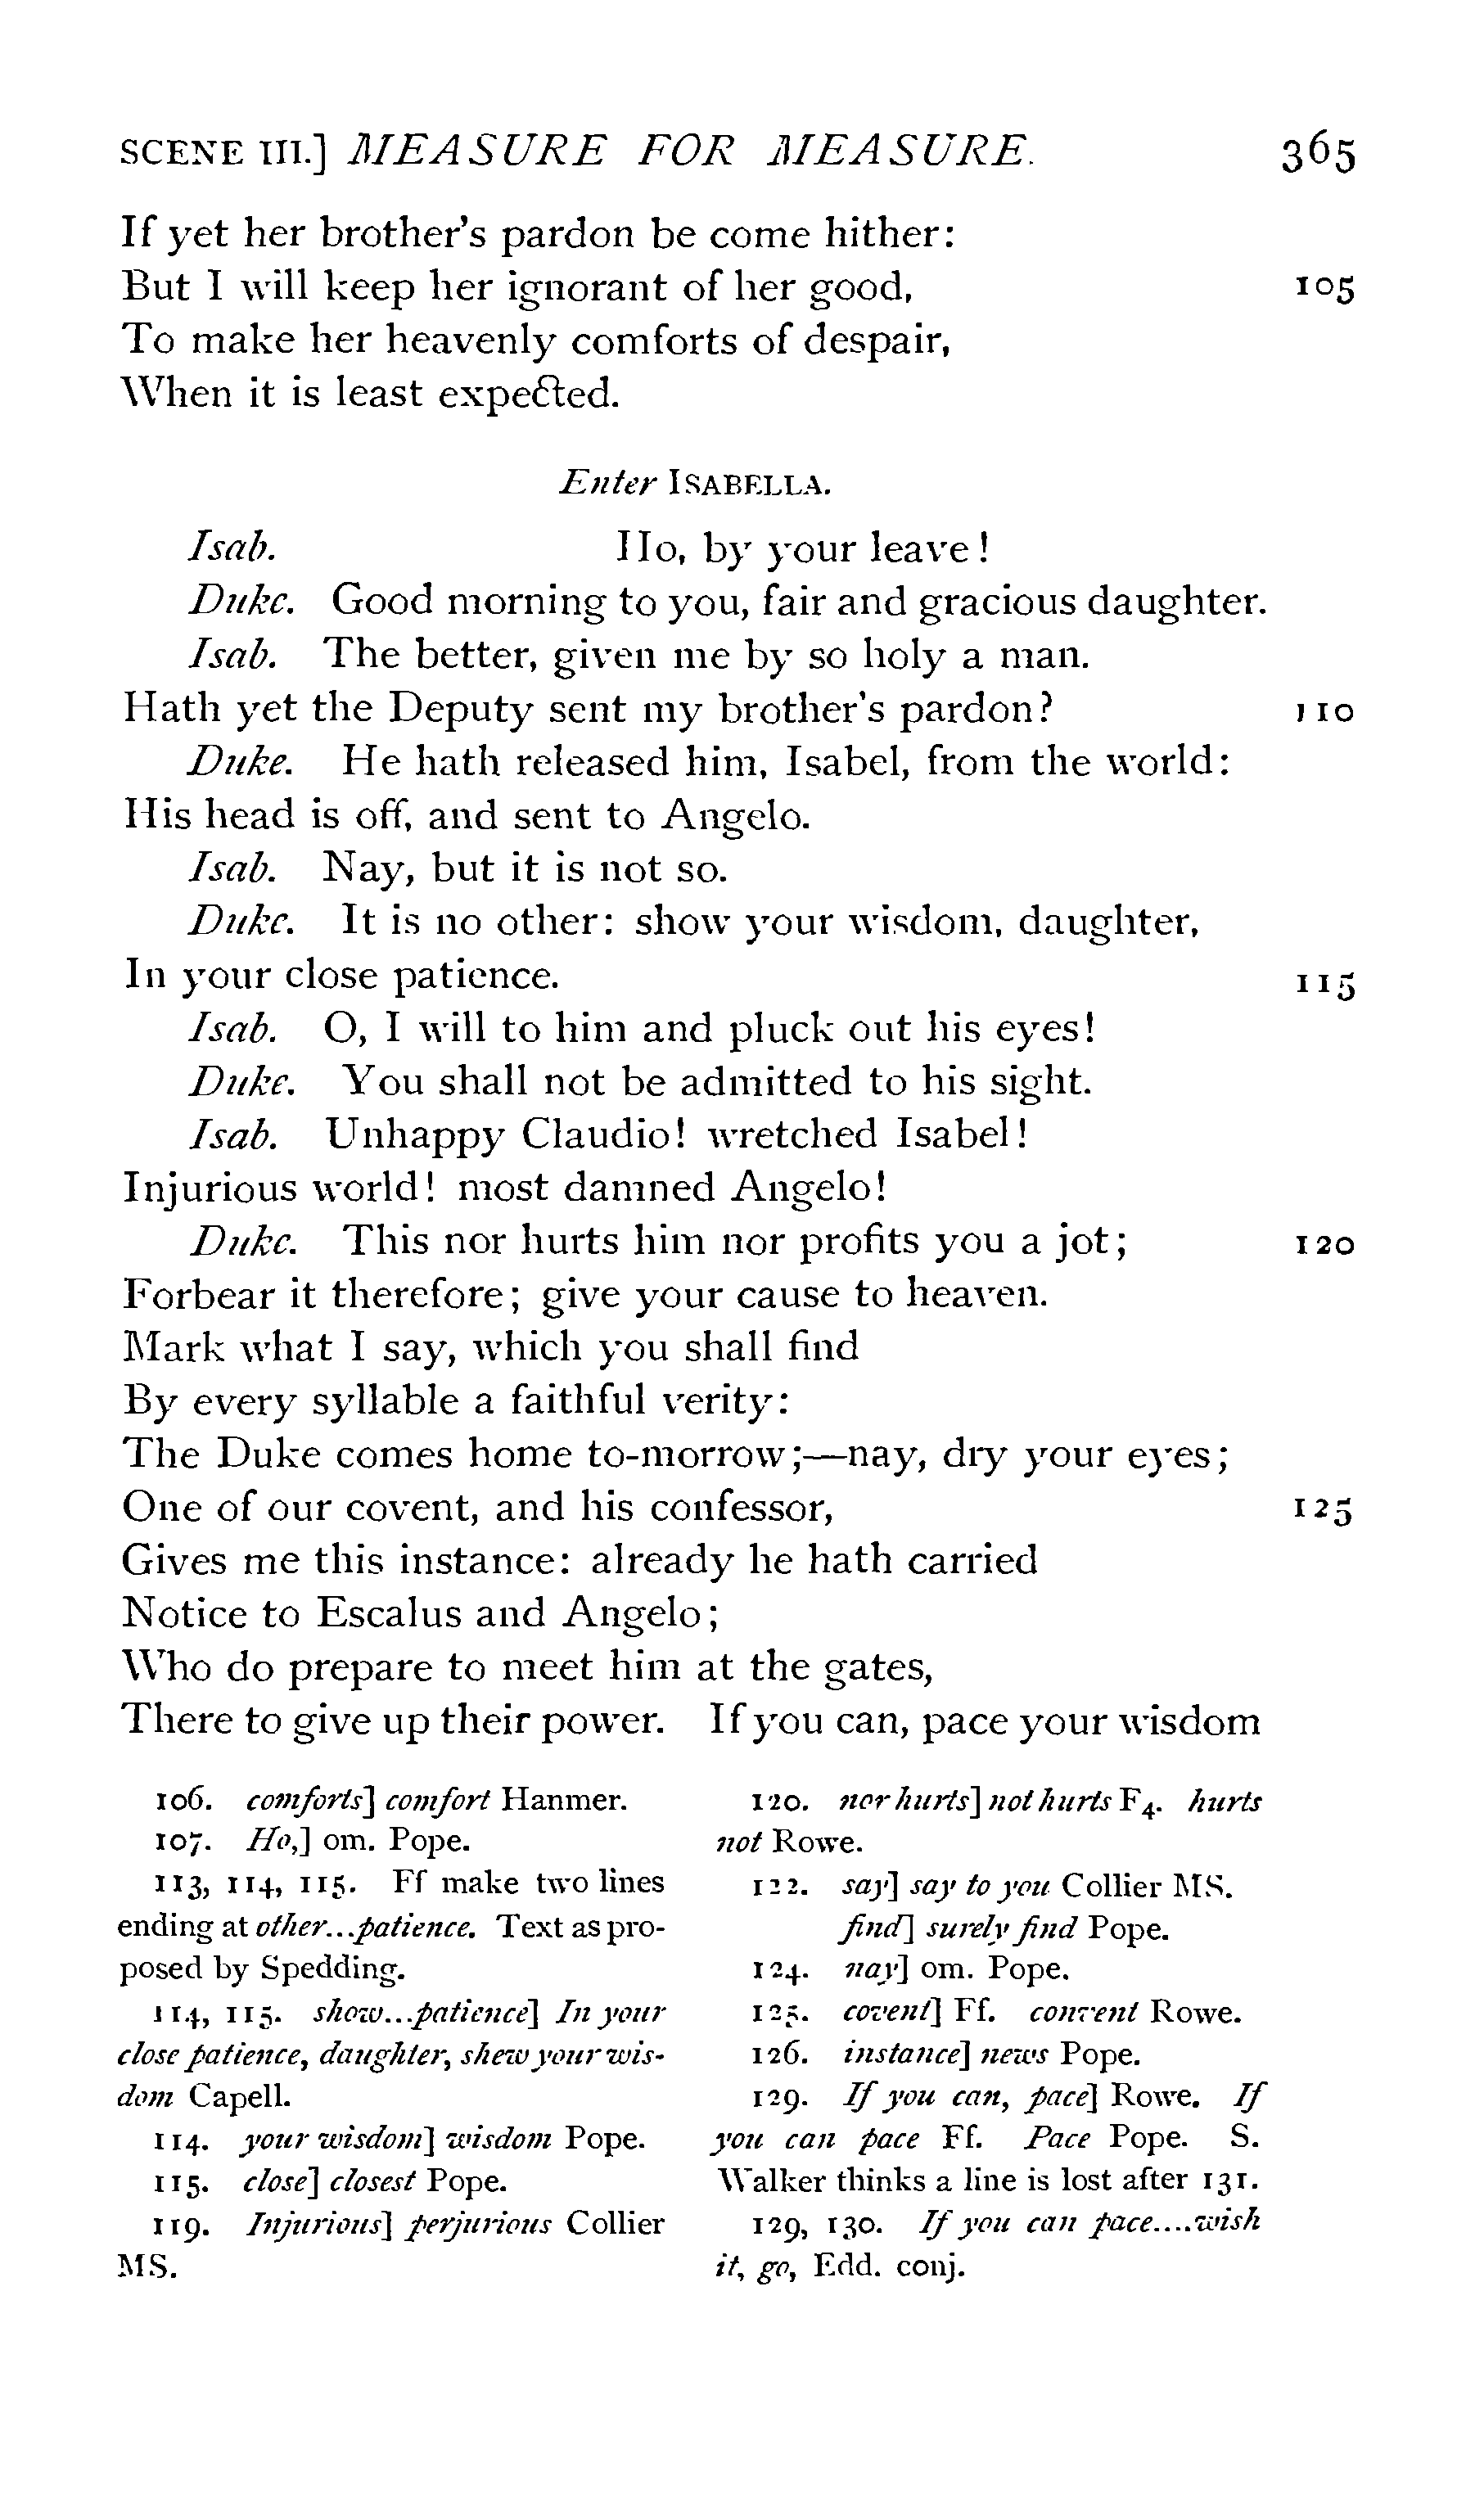 SCENE III.] MEASURE FOR MEASURE. 365
If yet her brother's pardon be come hither:
But I will keep her ignorant of her good, 105
To make her heavenly comforts of despair,
When it is least expected.
Enter ISABELLA.
Isab. Ho, by your leave!
Duke. Good morning to you, fair and gracious daughter.
Isab. The better, given me by so holy a man.
Hath yet the Deputy sent my brother's pardon? 110
Duke. He hath released him, Isabel, from the world:
His head is off, and sent to Angelo.
Isab. Nay, but it is not so.
Duke. It is no other: show your wisdom, daughter,
In your close patience. 115
Isab. O, I will to him and pluck out his eyes!
Duke. You shall not be admitted to his sight.
Isab. Unhappy Claudio! wretched Isabel!
Injurious world! most damned Angelo!
Duke. This nor hurts him nor profits you a jot; 120
Forbear it therefore; give your cause to heaven.
Mark what I say, which you shall find
By every syllable a faithful verity:
The Duke comes home to-morrow;—nay, dry your eyes;
One of our covent, and his confessor, 125
Gives me this instance: already he hath carried
Notice to Escalus and Angelo;
Who do prepare to meet him at the gates,
There to give up their power. If you can, pace your wisdom
106. comforts] comfort Hanmer.
107. Ho,] om. Pope.
113, 114, 115. Ff make two lines
ending at other...patience. Text as pro-
posed by Spedding.
114, 115. show...patience] In your
close patience, daughter, shew your wis-
dom Capell.
114. your wisdom] wisdom Pope.
115. close] closest Pope.
119. Injurious] perjurious Collier
MS.
120. nor hurts] not hurts F4. hurts
not Rowe.
122. say] say to you Collier MS.
find] surely find Pope.
124. nay] om. Pope.
125. covent] Ff. convent Rowe.
126. instance] news Pope.
129. If you can, pace] Rowe. If
you can pace Ff. Pace Pope. S.
Walker thinks a line is lost after 131.
129, 130. If you can pace....wish
it, go, Edd. conj.